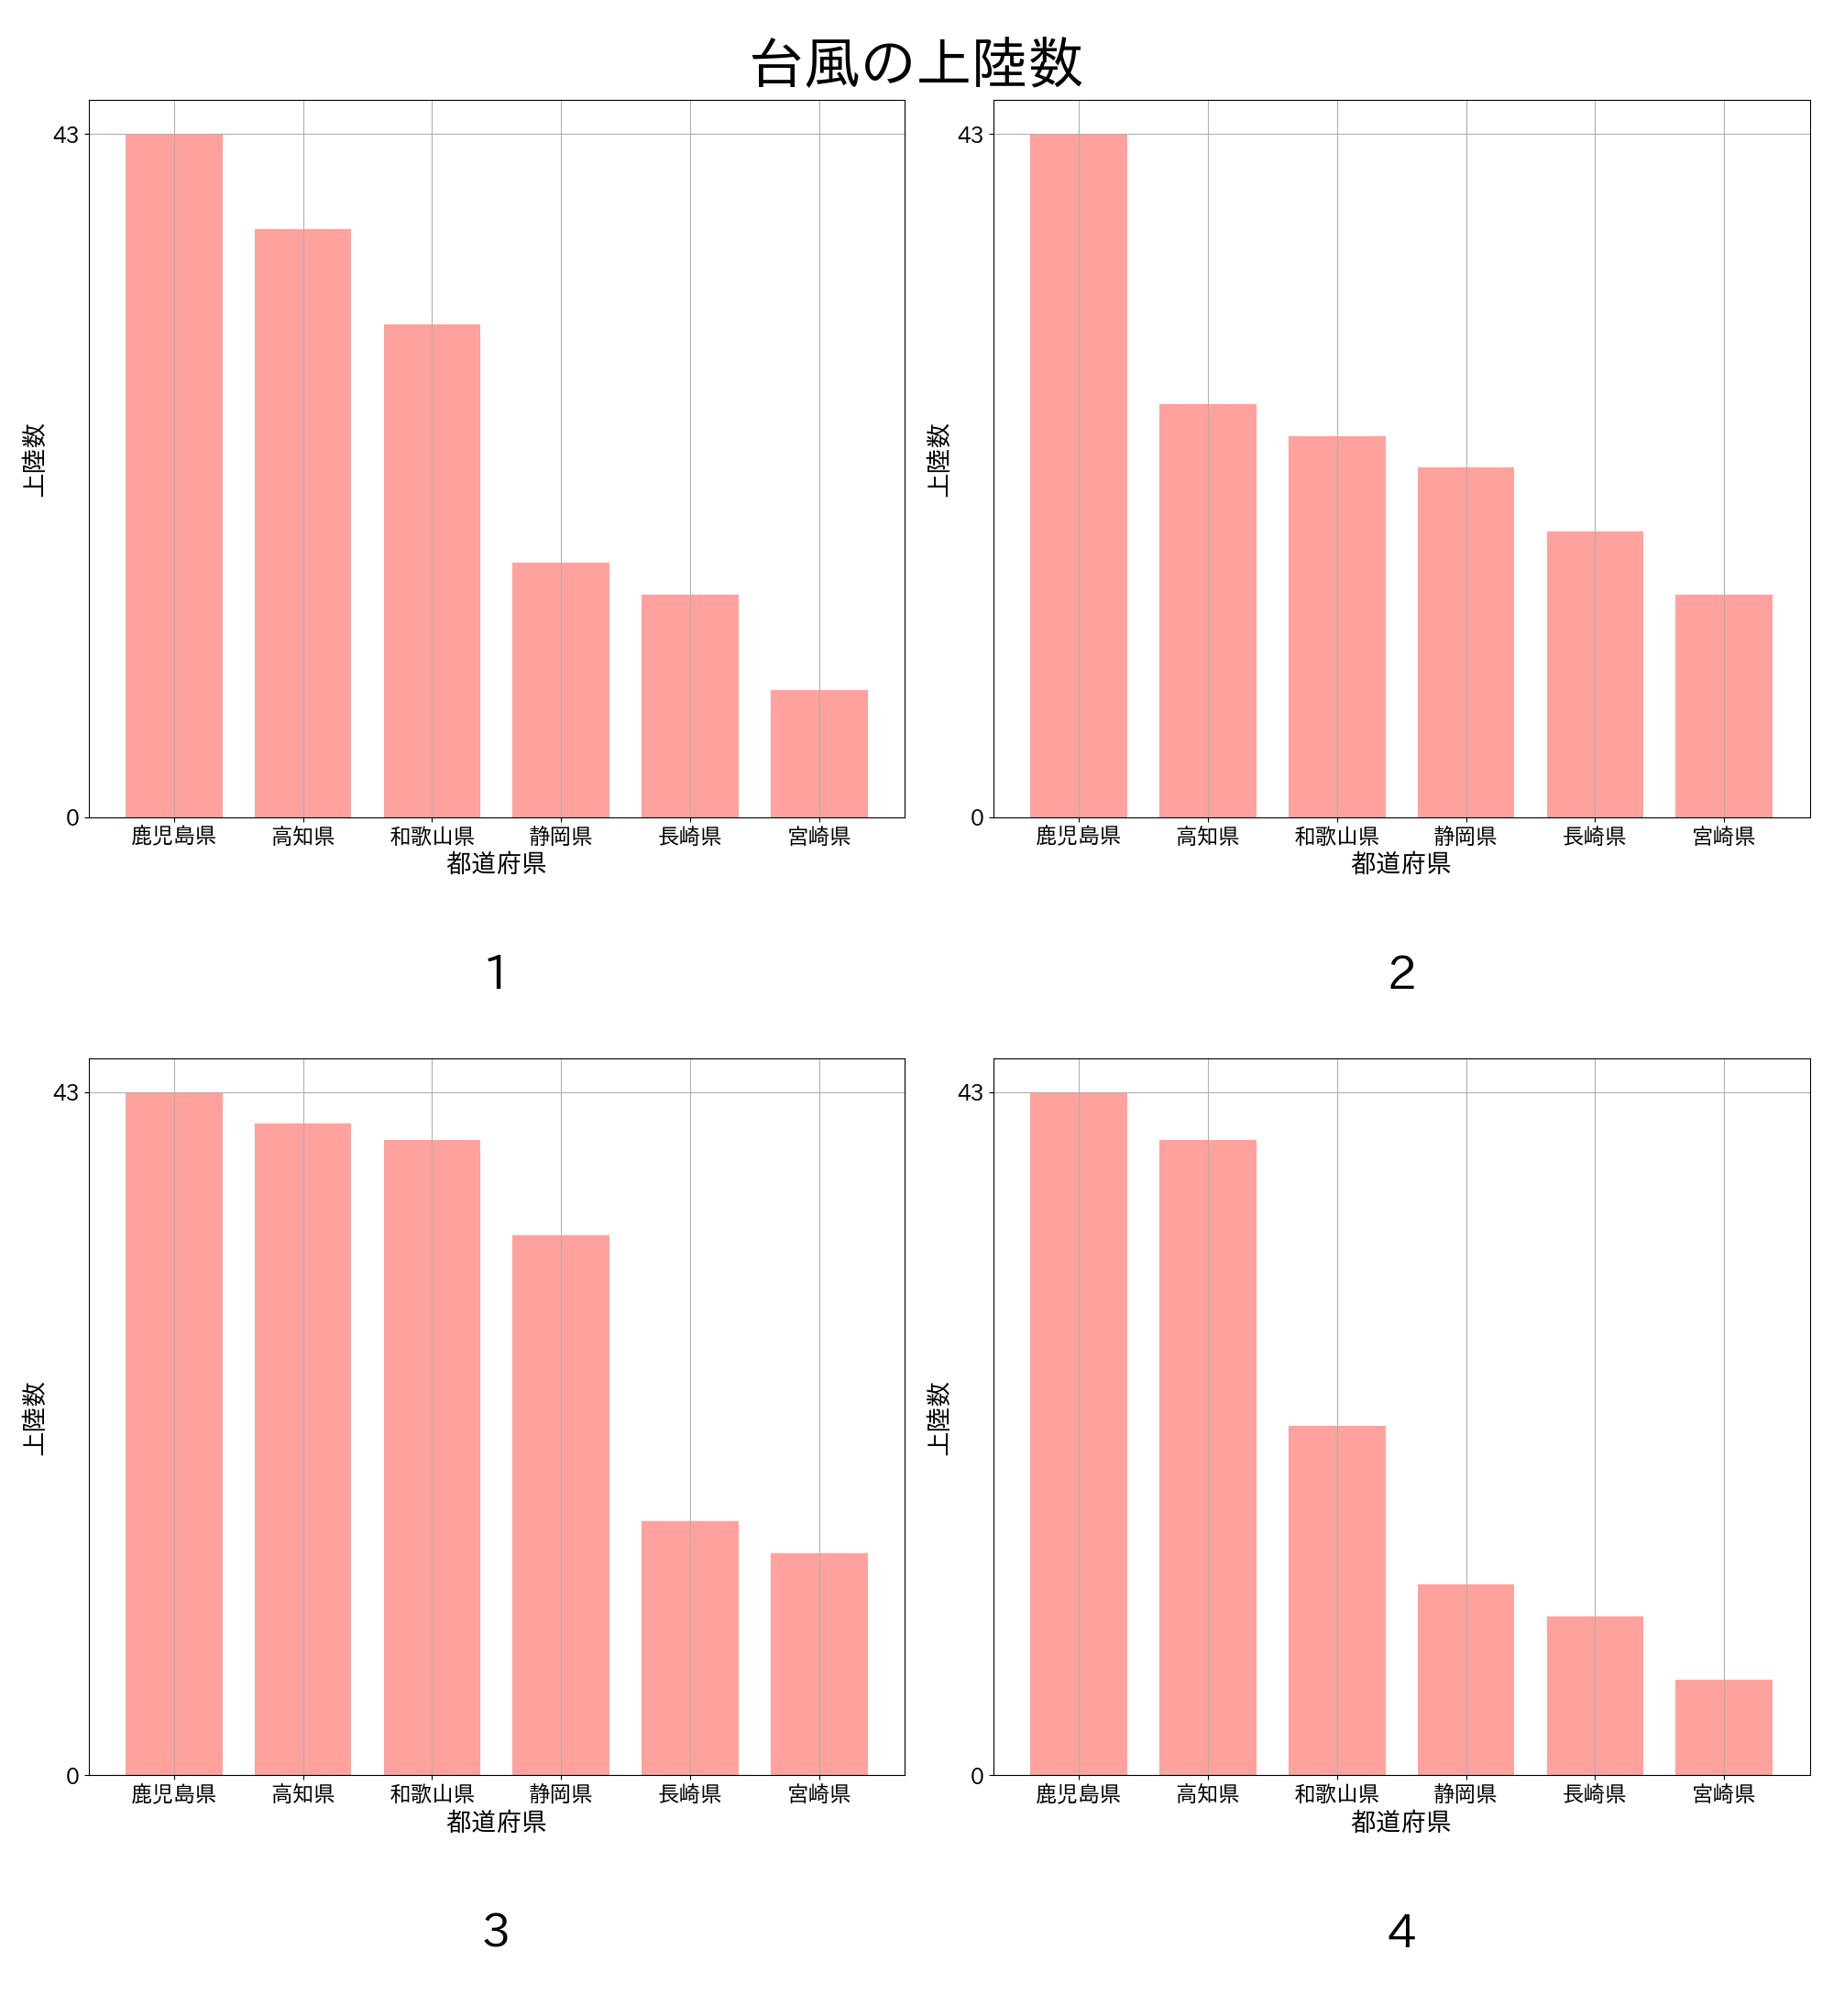 台風の上陸数
43
0
上陸数
鹿児島県 高知県 和歌山県 静岡県 長崎県 宮崎県
都道府県
1
43
0
上陸数
鹿児島県 高知県 和歌山県 静岡県 長崎県 宮崎県
都道府県
2
43
0
上陸数
鹿児島県 高知県 和歌山県 静岡県 長崎県 宮崎県
都道府県
3
43
0
上陸数
鹿児島県 高知県 和歌山県 静岡県 長崎県 宮崎県
都道府県
4